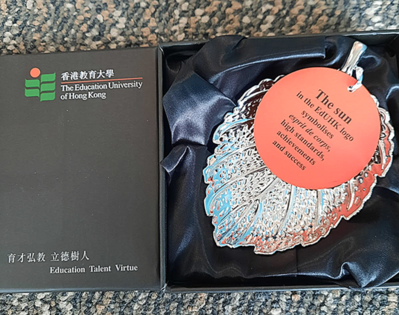 香港教育大學
The Education University
of Hong Kong
育才弘教 立德樹人
Education Talent Virtue
The sun
in the EdUHK logo
symbolises
esprit de corps,
high standards,
achievements
and success